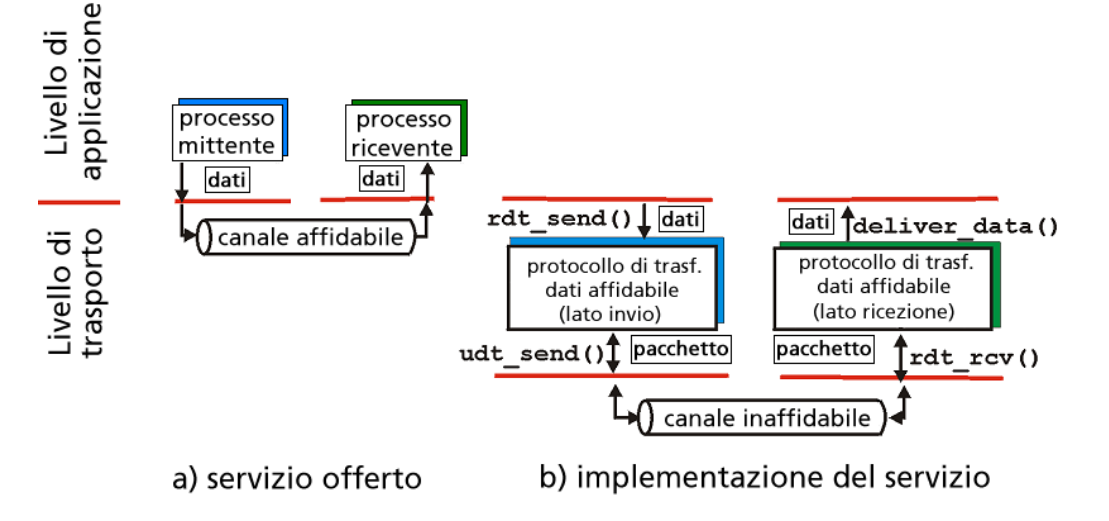 Livello di
applicazione
processo
mittente
processo
ricevente
dati
dati
Livello di
trasporto
canale affidabile
rdt_send()
dati
dati
deliver_data()
protocollo di trasf.
dati affidabile
(lato invio)
protocollo di trasf.
dati affidabile
(lato ricezione)
udt_send()
pacchetto
pacchetto
rdt_rcv()
canale inaffidabile
a) servizio offerto
b) implementazione del servizio